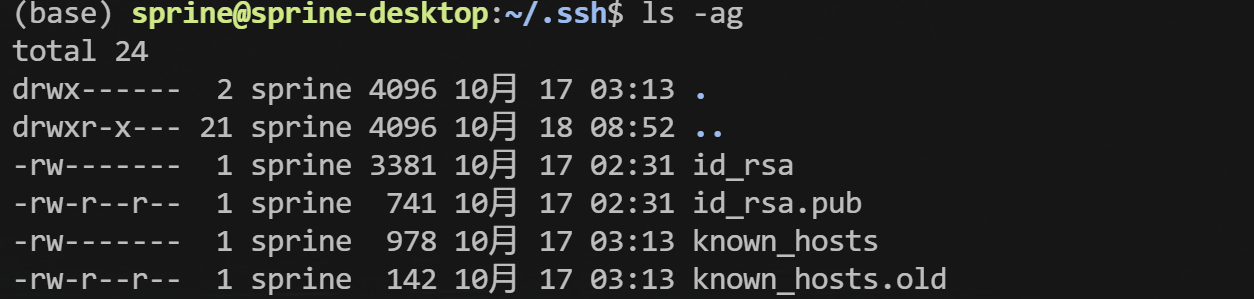 (base) sprine@sprine-desktop:~/.ssh$ ls -ag
total 24
drwx------  2 sprine 4096 10月 17 03:13 .
drwxr-x--- 21 sprine 4096 10月 18 08:52 ..
-rw-------  1 sprine 3381 10月 17 02:31 id_rsa
-rw-r--r--  1 sprine  741 10月 17 02:31 id_rsa.pub
-rw-------  1 sprine  978 10月 17 03:13 known_hosts
-rw-r--r--  1 sprine  142 10月 17 03:13 known_hosts.old